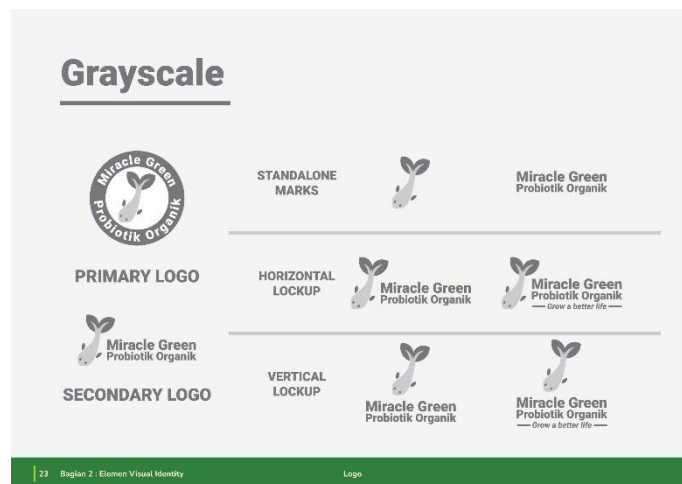 Grayscale
Miracle Green
Probiotik Organik
PRIMARY LOGO
Miracle Green
Probiotik Organik
SECONDARY LOGO
STANDALONE
MARKS
Miracle Green
Probiotik Organik
HORIZONTAL
LOCKUP
Miracle Green
Probiotik Organik
Miracle Green
Probiotik Organik
Grow a better life
VERTICAL
LOCKUP
Miracle Green
Probiotik Organik
Miracle Green
Probiotik Organik
Grow a better life
23 Bagian 2 : Elemen Visual Identity Logo